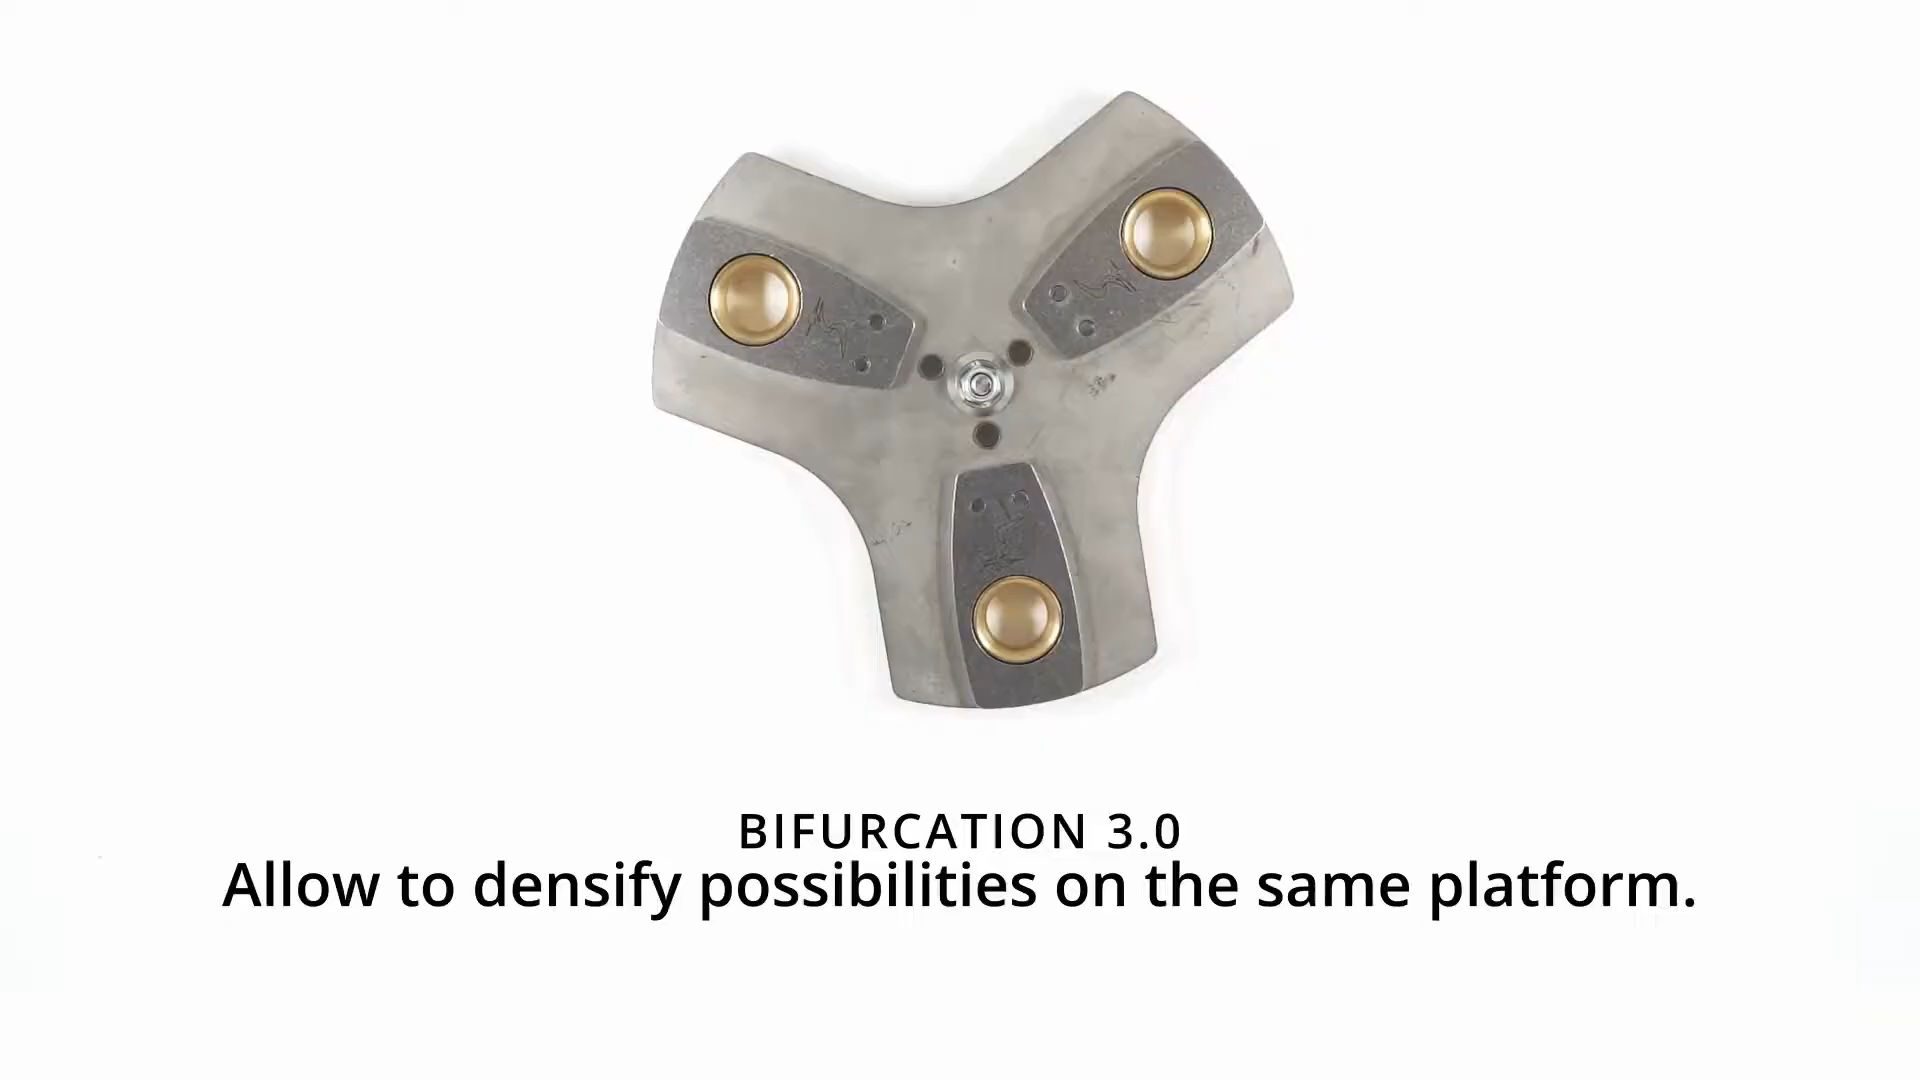 BIFURCATION 3.0
Allow to densify possibilities on the same platform.